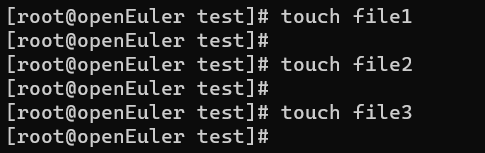 [root@openEuler test]# touch file1
[root@openEuler test]#
[root@openEuler test]# touch file2
[root@openEuler test]#
[root@openEuler test]# touch file3
[root@openEuler test]#